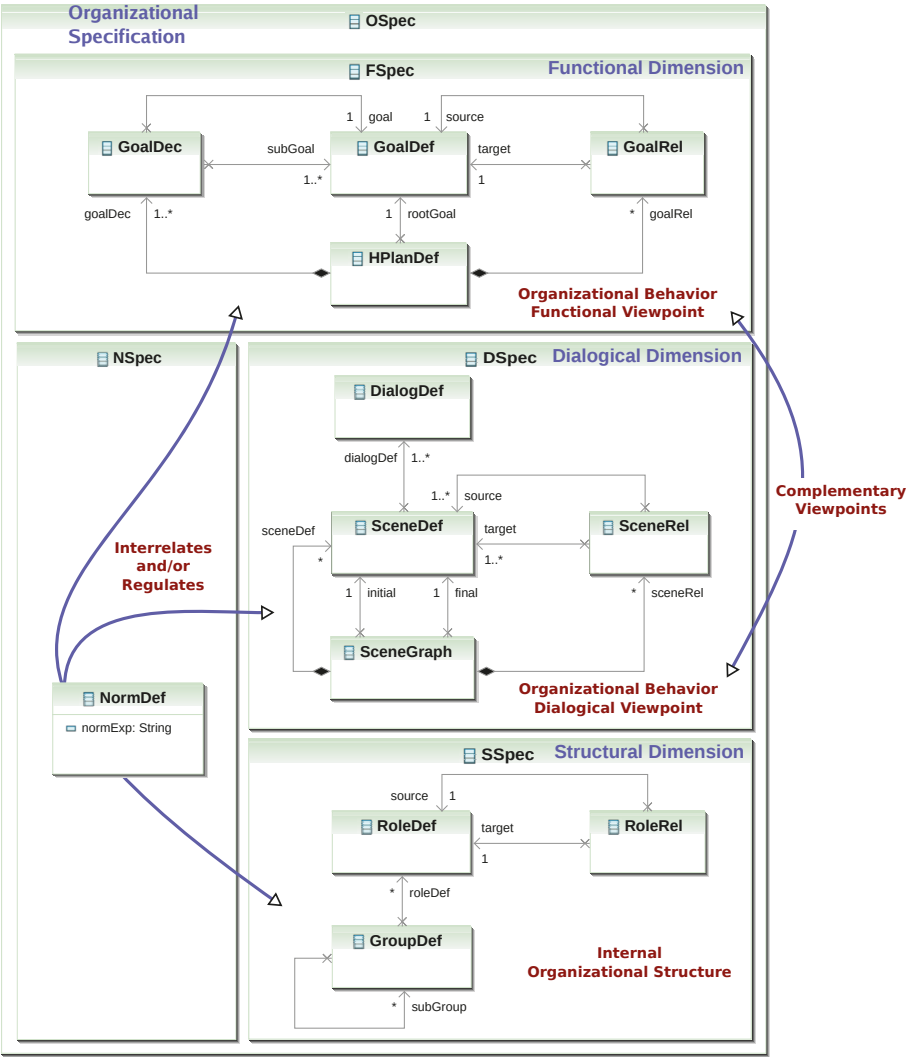 Organizational
Specification
OSpec
FSpec
Functional Dimension
1 goal
1 source
GoalDec
subGoal
1..*
GoalDef
target
1
GoalRel
goalDec 1..*
1 rootGoal
* goalRel
HPlanDef
Organizational Behavior
Functional Viewpoint
NSpec
DSpec
Dialogical Dimension
DialogDef
dialogDef 1..*
1..* source
sceneDef
*
SceneDef
target
1..*
SceneRel
Complementary
Viewpoints
Interrelates
and/or
Regulates
1 initial
1 final
* sceneRel
SceneGraph
Organizational Behavior
Dialogical Viewpoint
NormDef
normExp: String
SSpec
Structural Dimension
source 1
RoleDef
target
1
RoleRel
* roleDef
GroupDef
* subGroup
Internal
Organizational Structure